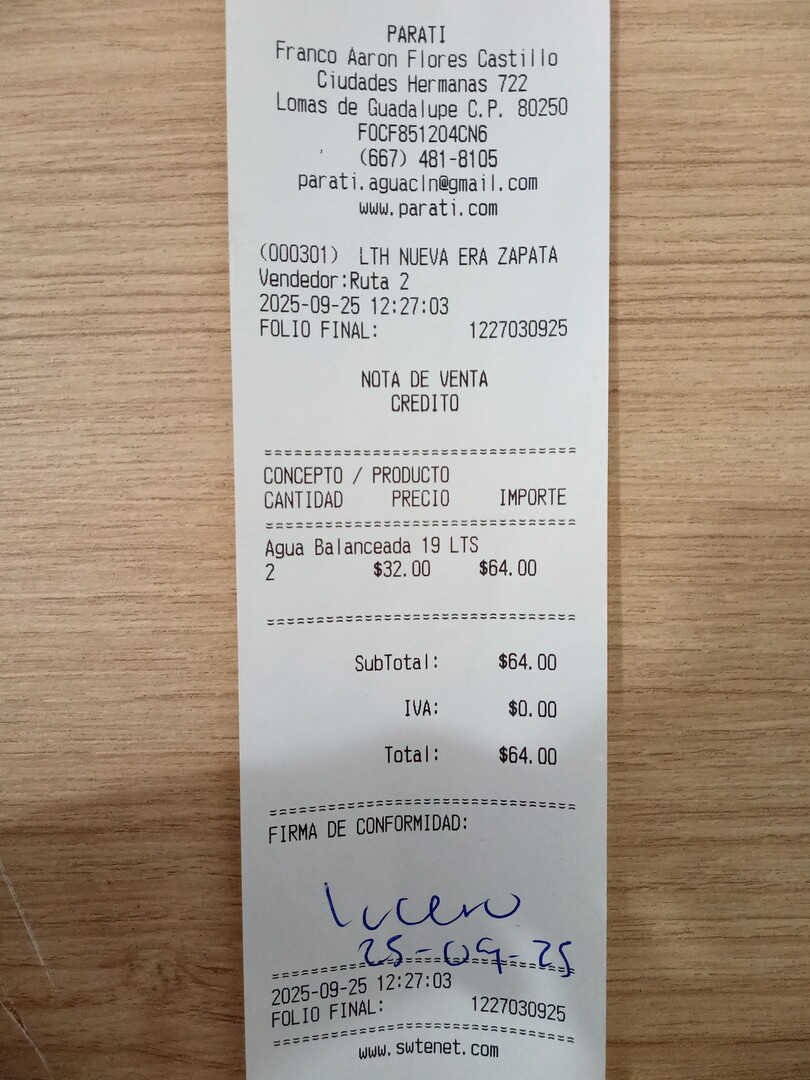 PARATI
Franco Aaron Flores Castillo
Ciudades Hermanas 722
Lomas de Guadalupe C.P. 80250
FOCF851204CN6
(667) 481-8105
parati.aguacln@gmail.com
www.parati.com
(000301) LTH NUEVA ERA ZAPATA
Vendedor:Ruta 2
2025-09-25 12:27:03
FOLIO FINAL: 1227030925
NOTA DE VENTA
CREDITO
CONCEPTO / PRODUCTO
CANTIDAD PRECIO IMPORTE
Agua Balanceada 19 LTS
2 $32.00 $64.00
SubTotal: $64.00
IVA: $0.00
Total: $64.00
FIRMA DE CONFORMIDAD:
lucero
25-09-25
2025-09-25 12:27:03
FOLIO FINAL: 1227030925
www.swtenet.com